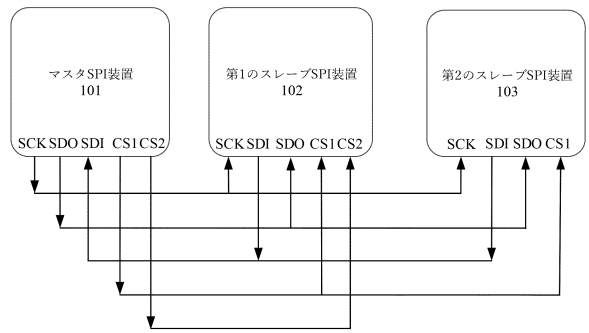 マスタSPI装置
101
SCK SDO SDI CS1 CS2
第1のスレーブSPI装置
102
SCK SDI SDO CS1 CS2
第2のスレーブSPI装置
103
SCK SDI SDO CS1